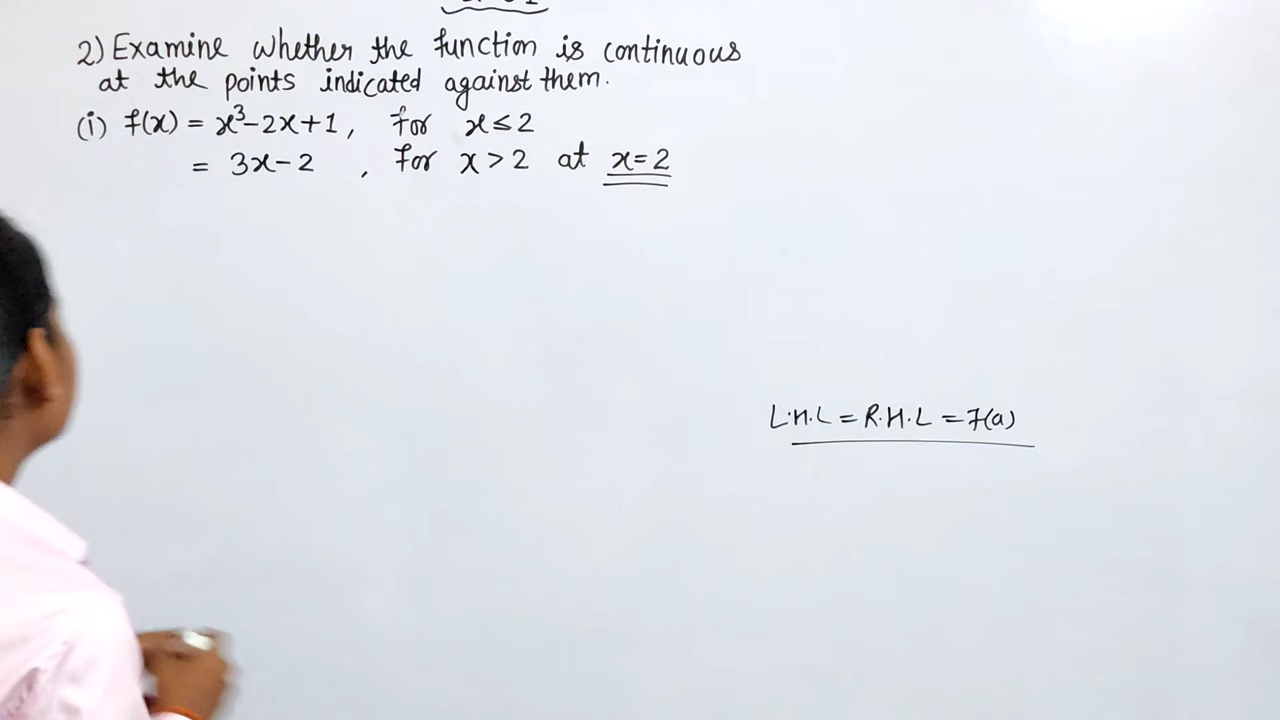 2) Examine whether the function is continuous
at the points indicated against them.
(i) f(x) = x³-2x+1, for x≤2
= 3x-2 , for x>2 at x=2
L.H.L = R.H.L = f(a)